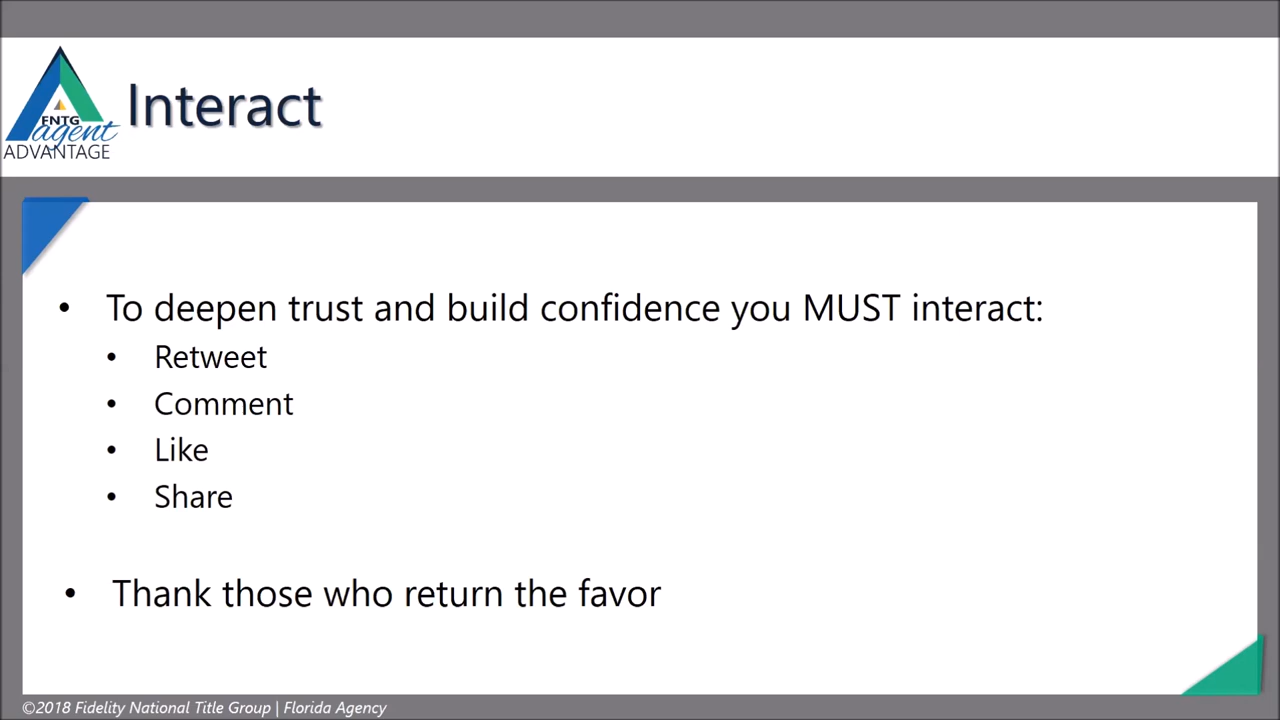 FNTG
agent
ADVANTAGE
Interact
• To deepen trust and build confidence you MUST interact:
• Retweet
• Comment
• Like
• Share
• Thank those who return the favor
©2018 Fidelity National Title Group | Florida Agency